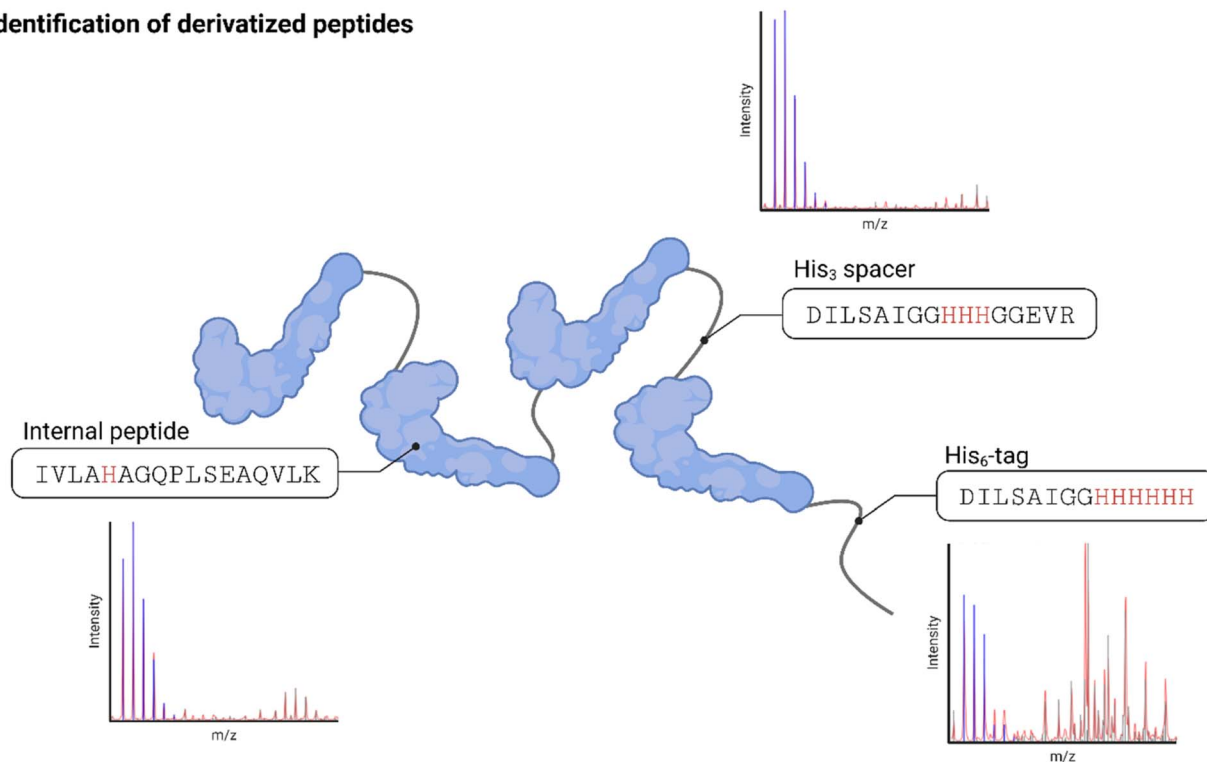 dentification of derivatized peptides
Intensity
m/z
His₃ spacer
DILSAIGGHHHGGEVR
Internal peptide
IVLAHAGQPLSEAQVLK
His₆-tag
DILSAIGGHHHHHH
Intensity
m/z
Intensity
m/z